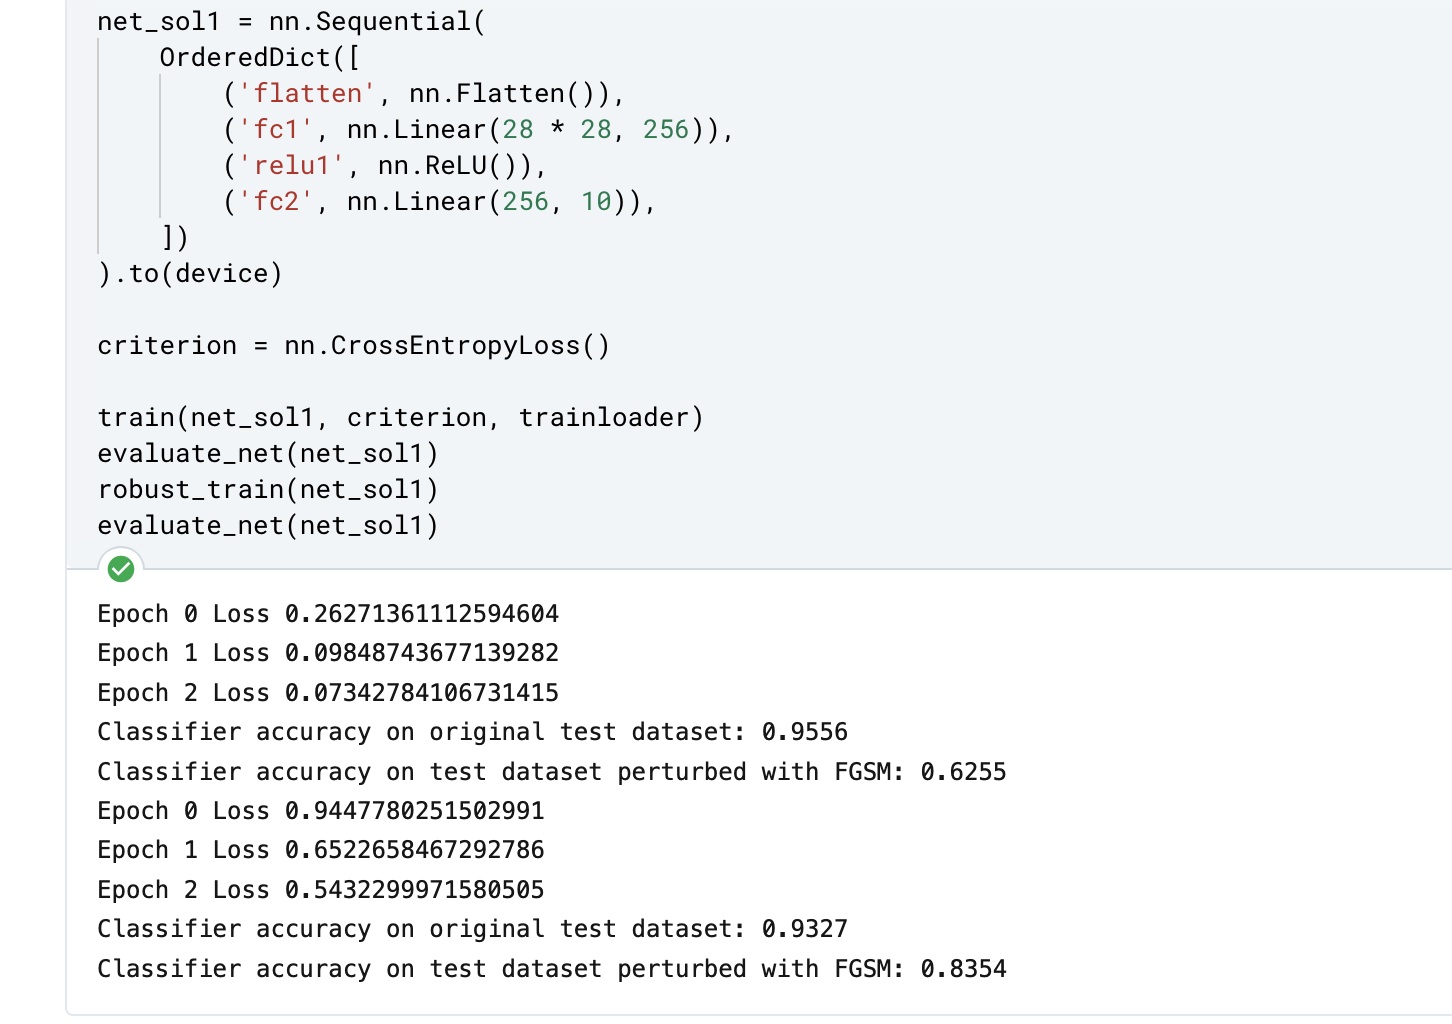 net_sol1 = nn.Sequential(
    OrderedDict([
        ('flatten', nn.Flatten()),
        ('fc1', nn.Linear(28 * 28, 256)),
        ('relu1', nn.ReLU()),
        ('fc2', nn.Linear(256, 10)),
    ])
).to(device)

criterion = nn.CrossEntropyLoss()

train(net_sol1, criterion, trainloader)
evaluate_net(net_sol1)
robust_train(net_sol1)
evaluate_net(net_sol1)
Epoch 0 Loss 0.26271361112594604
Epoch 1 Loss 0.09848743677139282
Epoch 2 Loss 0.07342784106731415
Classifier accuracy on original test dataset: 0.9556
Classifier accuracy on test dataset perturbed with FGSM: 0.6255
Epoch 0 Loss 0.9447780251502991
Epoch 1 Loss 0.6522658467292786
Epoch 2 Loss 0.5432299971580505
Classifier accuracy on original test dataset: 0.9327
Classifier accuracy on test dataset perturbed with FGSM: 0.8354